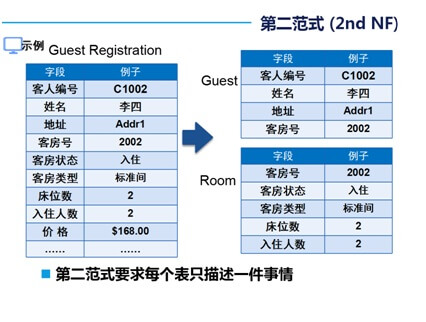 第二范式 (2nd NF)
示例
Guest Registration
字段 例子
客人编号 C1002
姓名 李四
地址 Addr1
客房号 2002
客房状态 入住
客房类型 标准间
床位数 2
入住人数 2
价 格 $168.00
...... ......
Guest
字段 例子
客人编号 C1002
姓名 李四
地址 Addr1
客房号 2002
Room
字段 例子
客房号 2002
客房状态 入住
客房类型 标准间
床位数 2
入住人数 2
第二范式要求每个表只描述一件事情